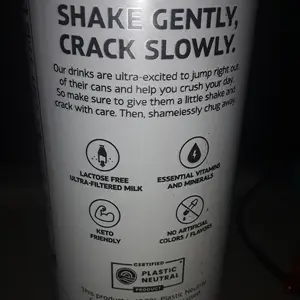 SHAKE GENTLY,
CRACK SLOWLY.
Our drinks are ultra-excited to jump right out
of their cans and help you crush your day.
So make sure to give them a little shake and
crack with care. Then, shamelessly chug away.
LACTOSE FREE
ULTRA-FILTERED MILK
ESSENTIAL VITAMINS
AND MINERALS
KETO
FRIENDLY
NO ARTIFICIAL
COLORS / FLAVORS
CERTIFIED
PLASTIC
NEUTRAL
PRODUCT
Plastic Neutral